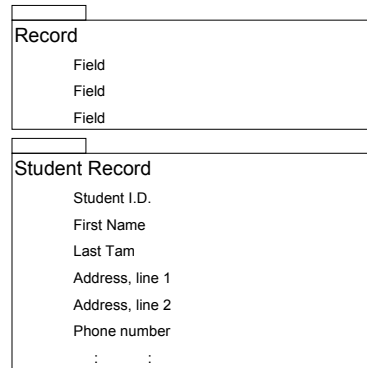 Record
Field
Field
Field
Student Record
Student I.D.
First Name
Last Tam
Address, line 1
Address, line 2
Phone number
: :